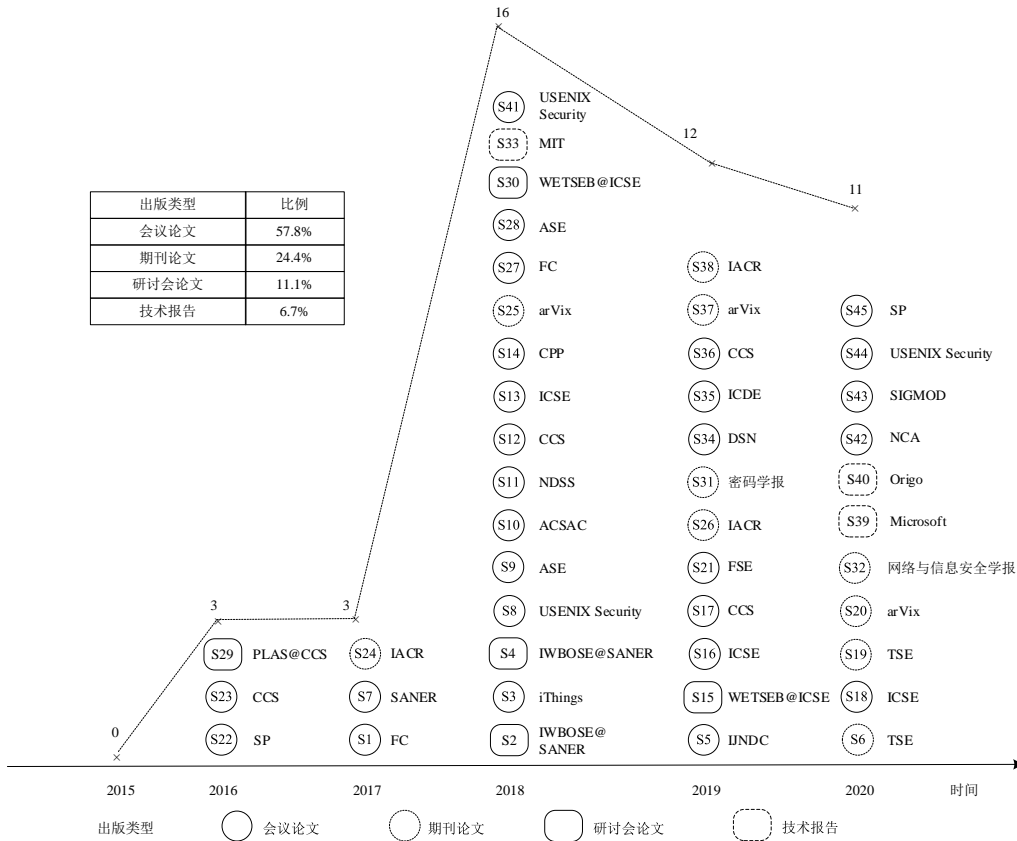 16
S41 USENIX
Security
S33 MIT
12
S30 WETSEB@ICSE
11
出版类型 比例
会议论文 57.8%
期刊论文 24.4%
研讨会论文 11.1%
技术报告 6.7%
S28 ASE
S27 FC
S38 IACR
S25 arVix
S37 arVix
S45 SP
S14 CPP
S36 CCS
S44 USENIX Security
S13 ICSE
S35 ICDE
S43 SIGMOD
S12 CCS
S34 DSN
S42 NCA
S11 NDSS
S31 密码学报
S40 Origo
S10 ACSAC
S26 IACR
S39 Microsoft
S9 ASE
S21 FSE
S32 网络与信息安全学报
3
3
S8 USENIX Security
S17 CCS
S20 arVix
S29 PLAS@CCS
S24 IACR
S4 IWBOSE@SANER
S16 ICSE
S19 TSE
S23 CCS
S7 SANER
S3 iThings
S15 WETSEB@ICSE
S18 ICSE
0
S22 SP
S1 FC
S2 IWBOSE@
SANER
S5 IJNDC
S6 TSE
2015 2016 2017 2018 2019 2020 时间
出版类型 会议论文 期刊论文 研讨会论文 技术报告